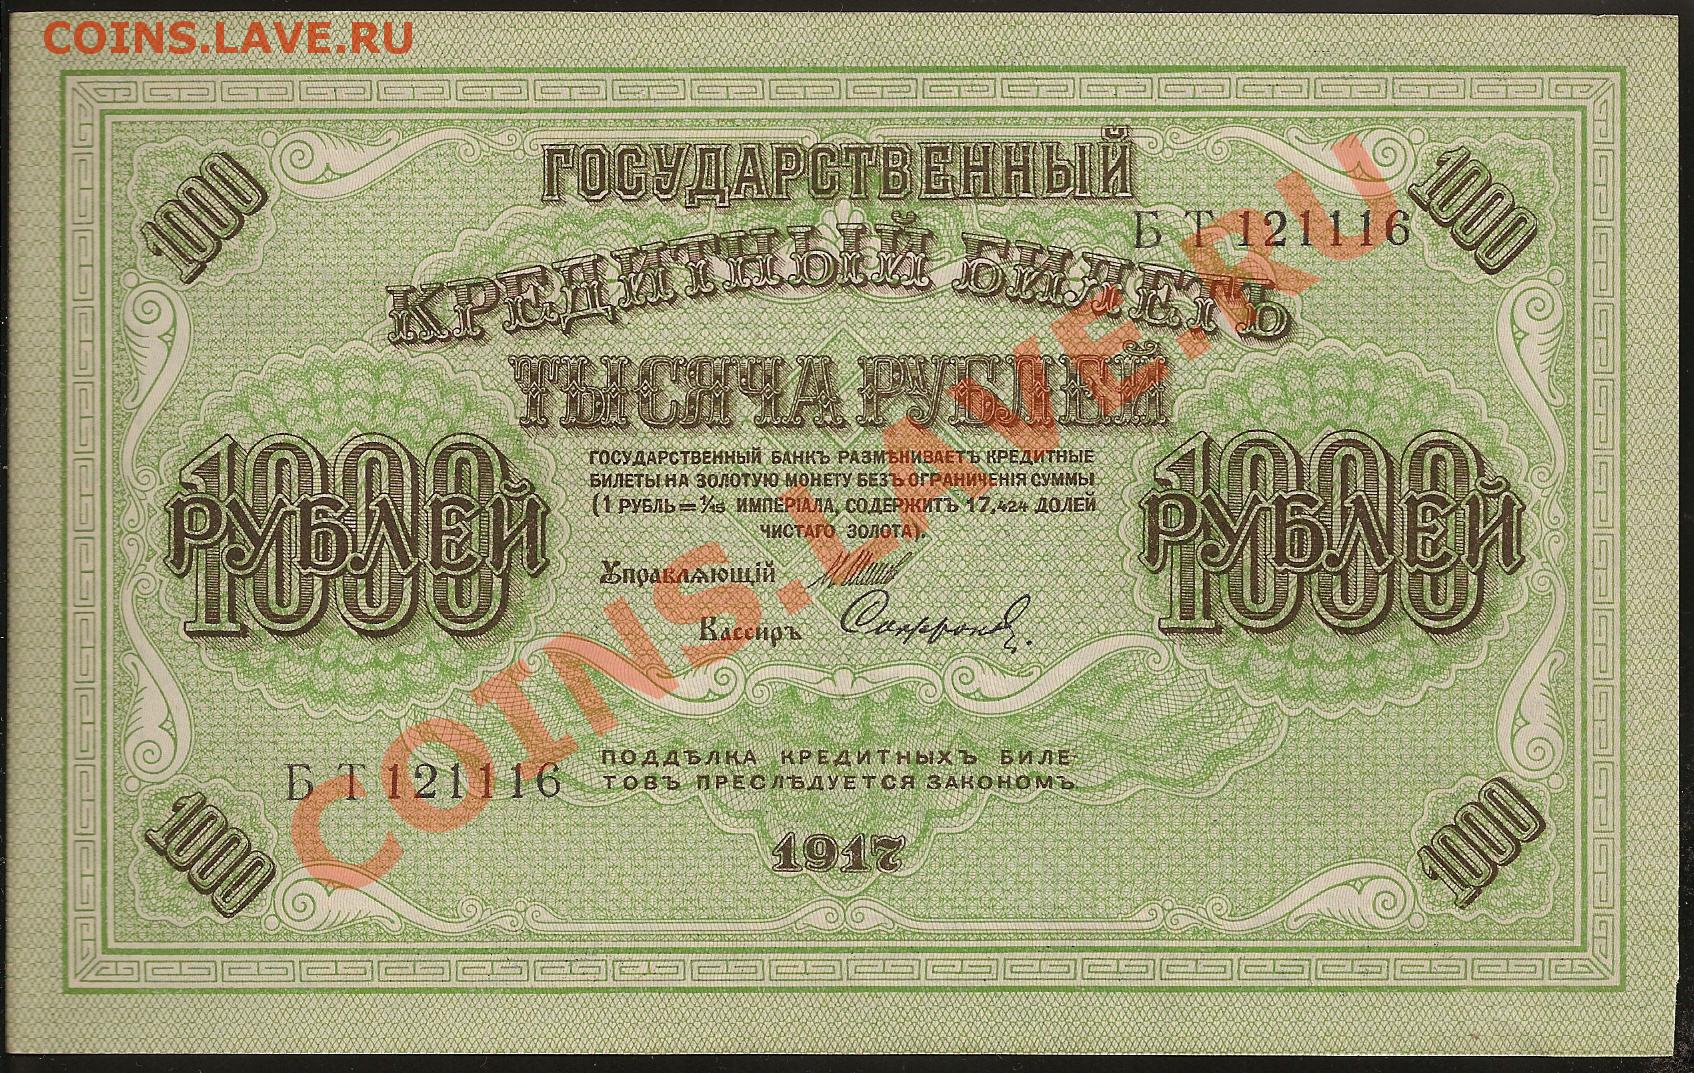 COINS.LAVE.RU
1000
1000
ГОСУДАРСТВЕННЫЙ
БТ 121116
КРЕДИТНЫЙ БИЛЕТЪ
ТЫСЯЧА РУБЛЕЙ
1000
РУБЛЕЙ
1000
РУБЛЕЙ
ГОСУДАРСТВЕННЫЙ БАНКЪ РАЗМѢНИВАЕТЪ КРЕДИТНЫЕ
БИЛЕТЫ НА ЗОЛОТУЮ МОНЕТУ БЕЗЪ ОГРАНИЧЕНІЯ СУММЫ
(1 РУБЛЬ = 1/15 ИМПЕРІАЛА, СОДЕРЖИТЪ 17,424 ДОЛЕЙ
ЧИСТАГО ЗОЛОТА).
Управляющій
Кассиръ
COINS.LAVE.RU
БТ 121116
ПОДДѢЛКА КРЕДИТНЫХЪ БИЛЕ-
ТОВЪ ПРЕСЛѢДУЕТСЯ ЗАКОНОМЪ.
1000
1917
1000